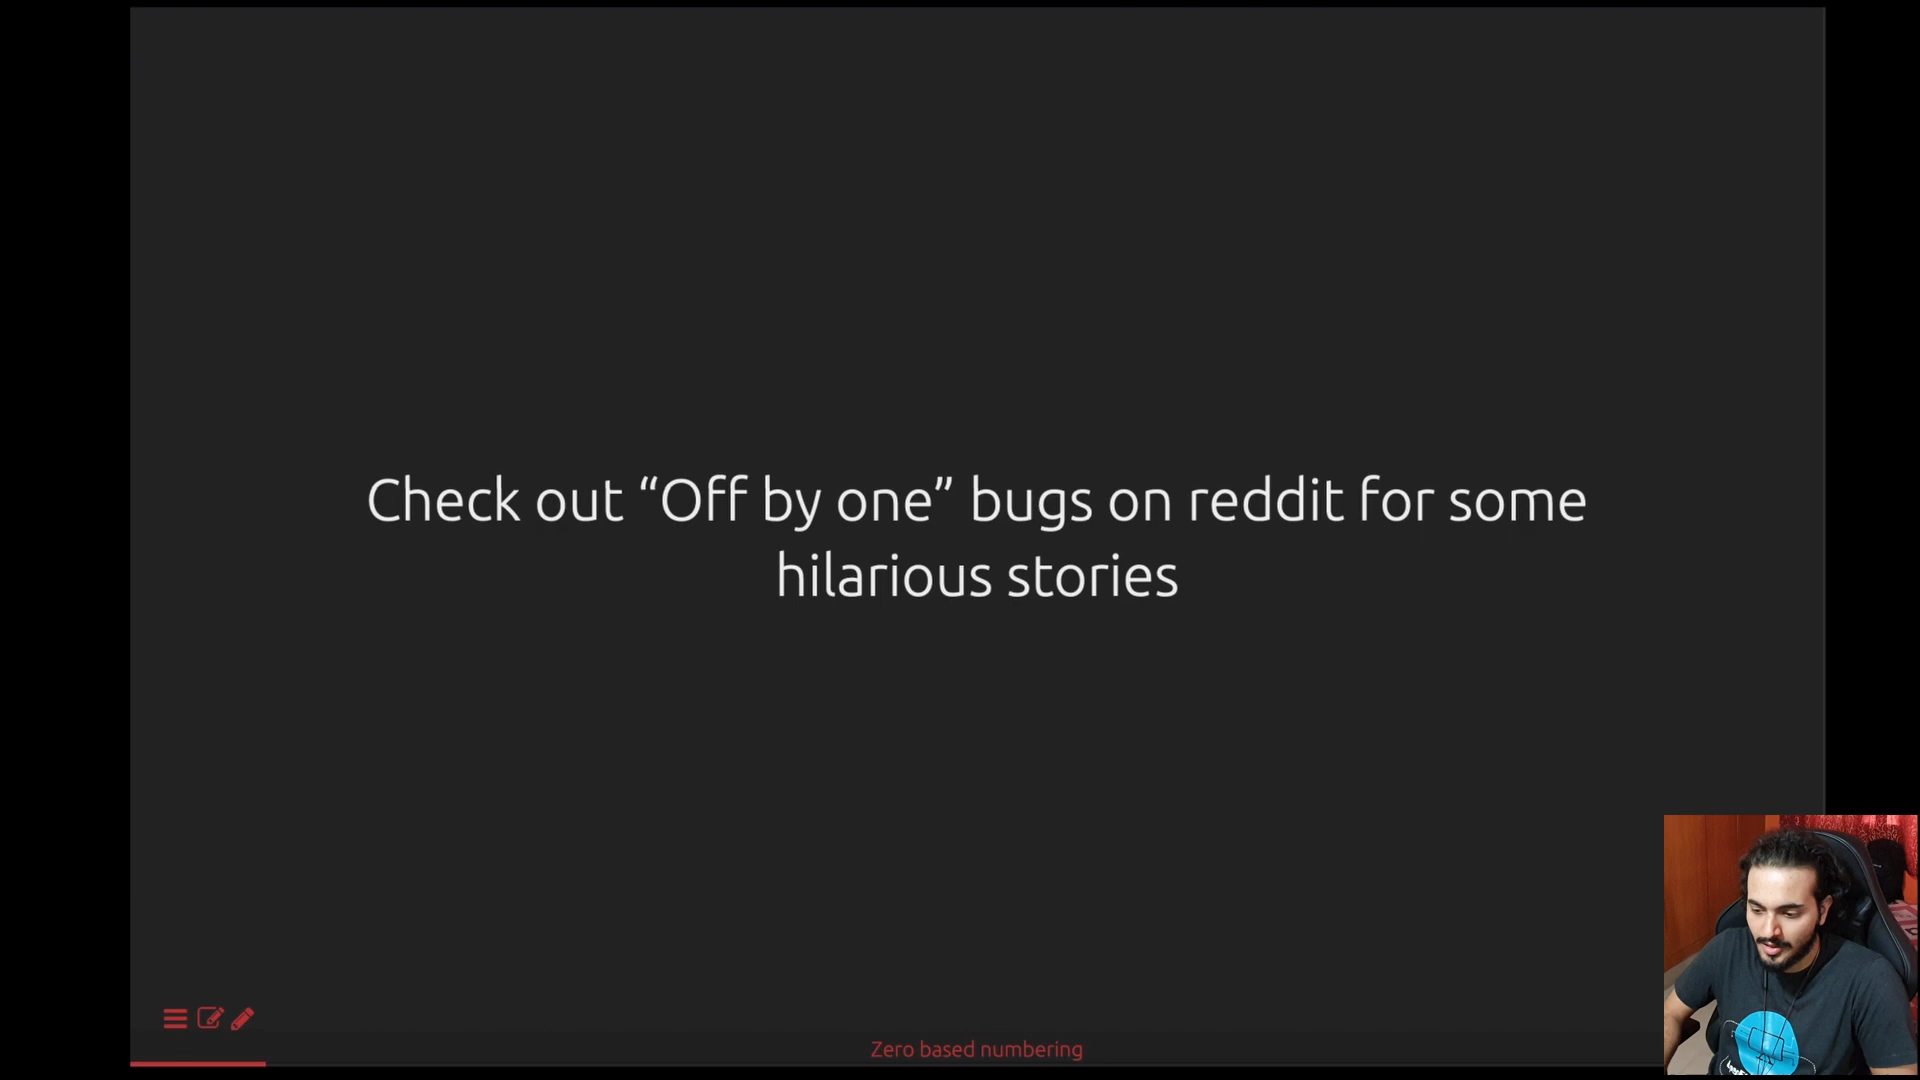 Check out “Off by one” bugs on reddit for some
hilarious stories
Zero based numbering